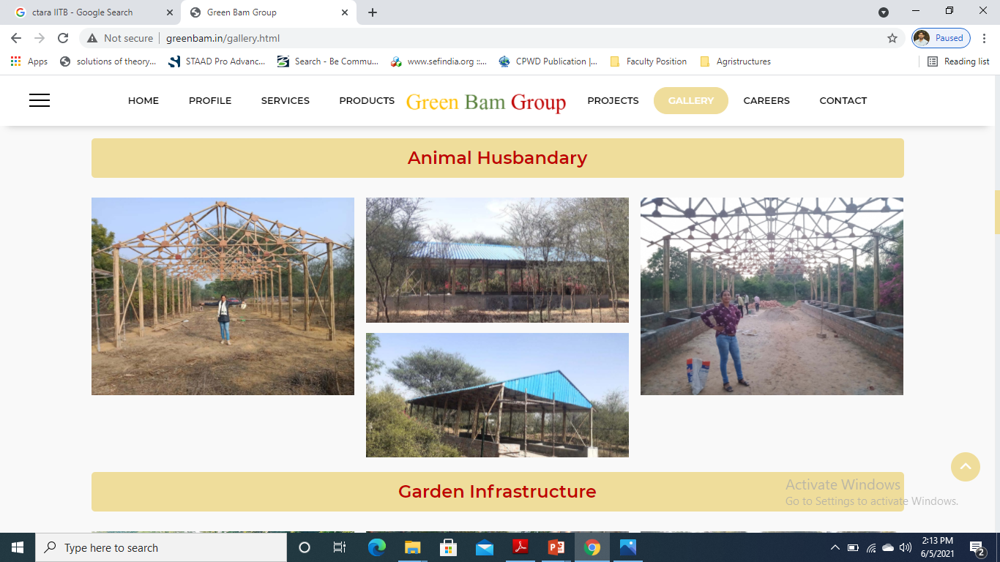 ctara IITB - Google Search
Green Bam Group
Not secure
greenbam.in/gallery.html
Paused
Apps
solutions of theory...
STAAD Pro Advanc...
Search - Be Commu...
www.sefindia.org ::...
CPWD Publication |...
Faculty Position
Agristructures
Reading list
HOME
PROFILE
SERVICES
PRODUCTS
Green Bam Group
PROJECTS
GALLERY
CAREERS
CONTACT
Animal Husbandary
Garden Infrastructure
Activate Windows
Go to Settings to activate Windows.
Type here to search
2:13 PM
6/5/2021
2